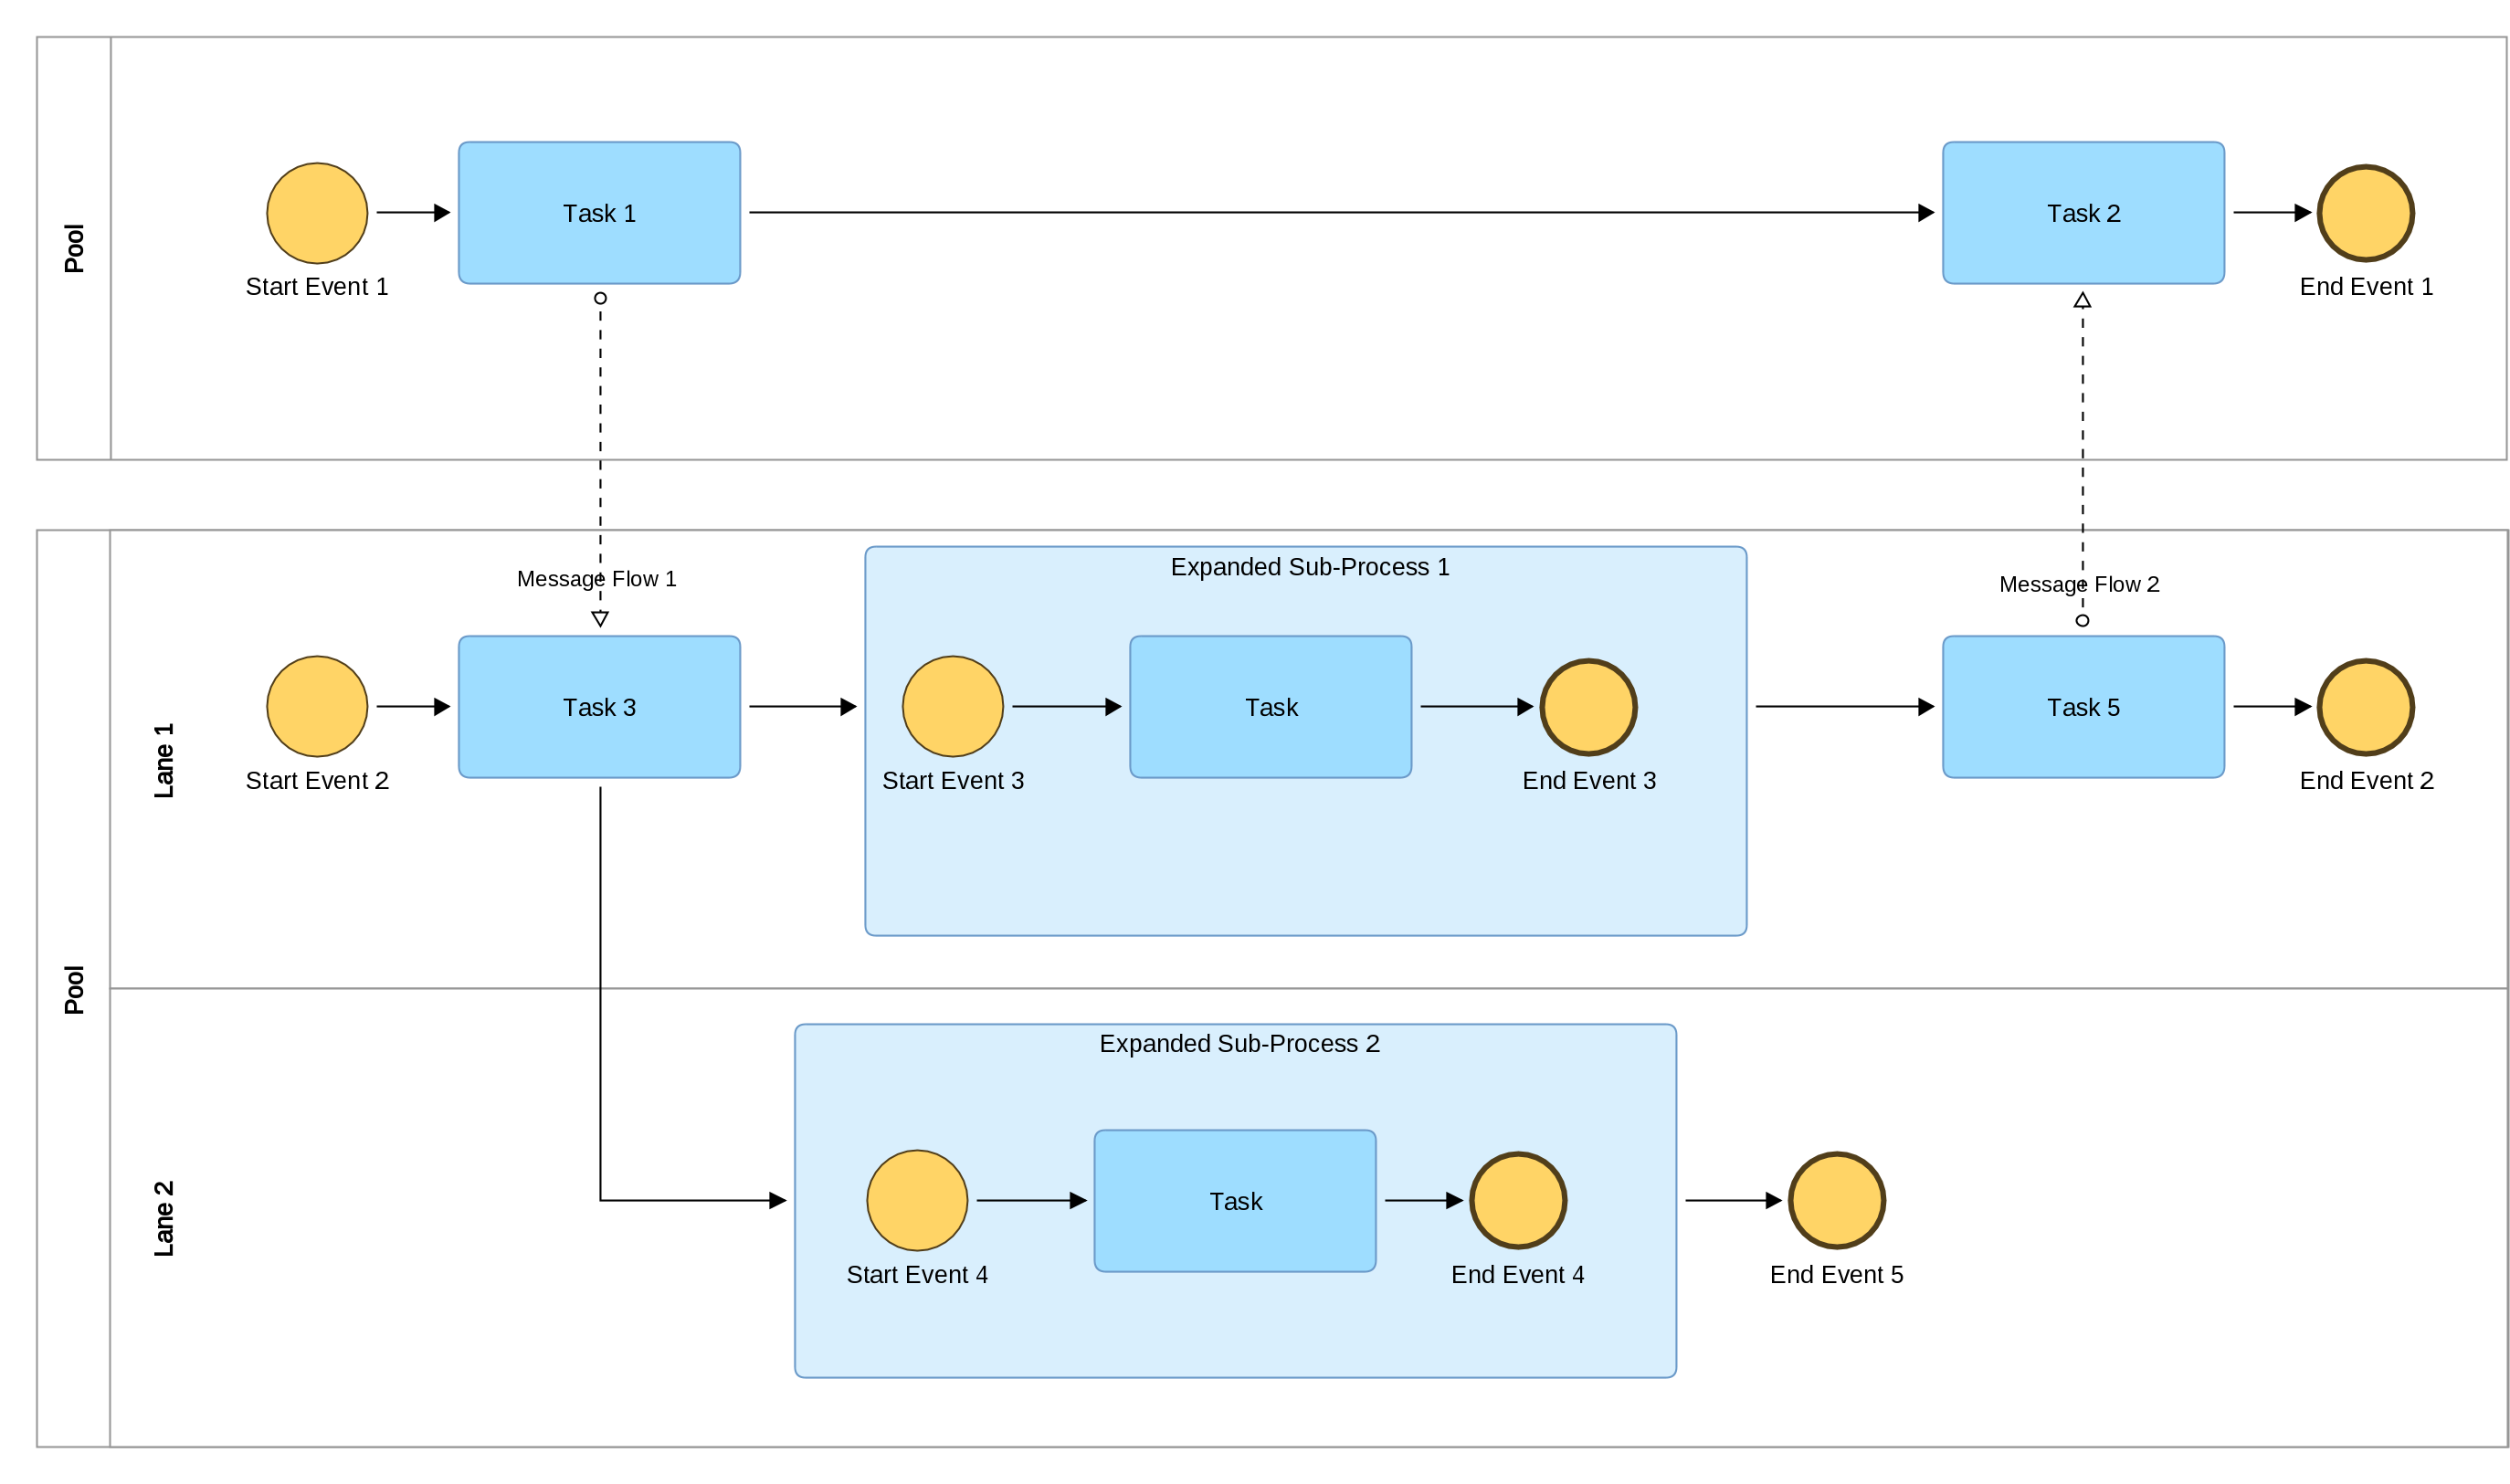 Pool
Task 1
Task 2
Start Event 1
End Event 1
Message Flow 1
Message Flow 2
Pool
Lane 1
Expanded Sub-Process 1
Task 3
Task
Task 5
Start Event 2
Start Event 3
End Event 3
End Event 2
Lane 2
Expanded Sub-Process 2
Task
Start Event 4
End Event 4
End Event 5